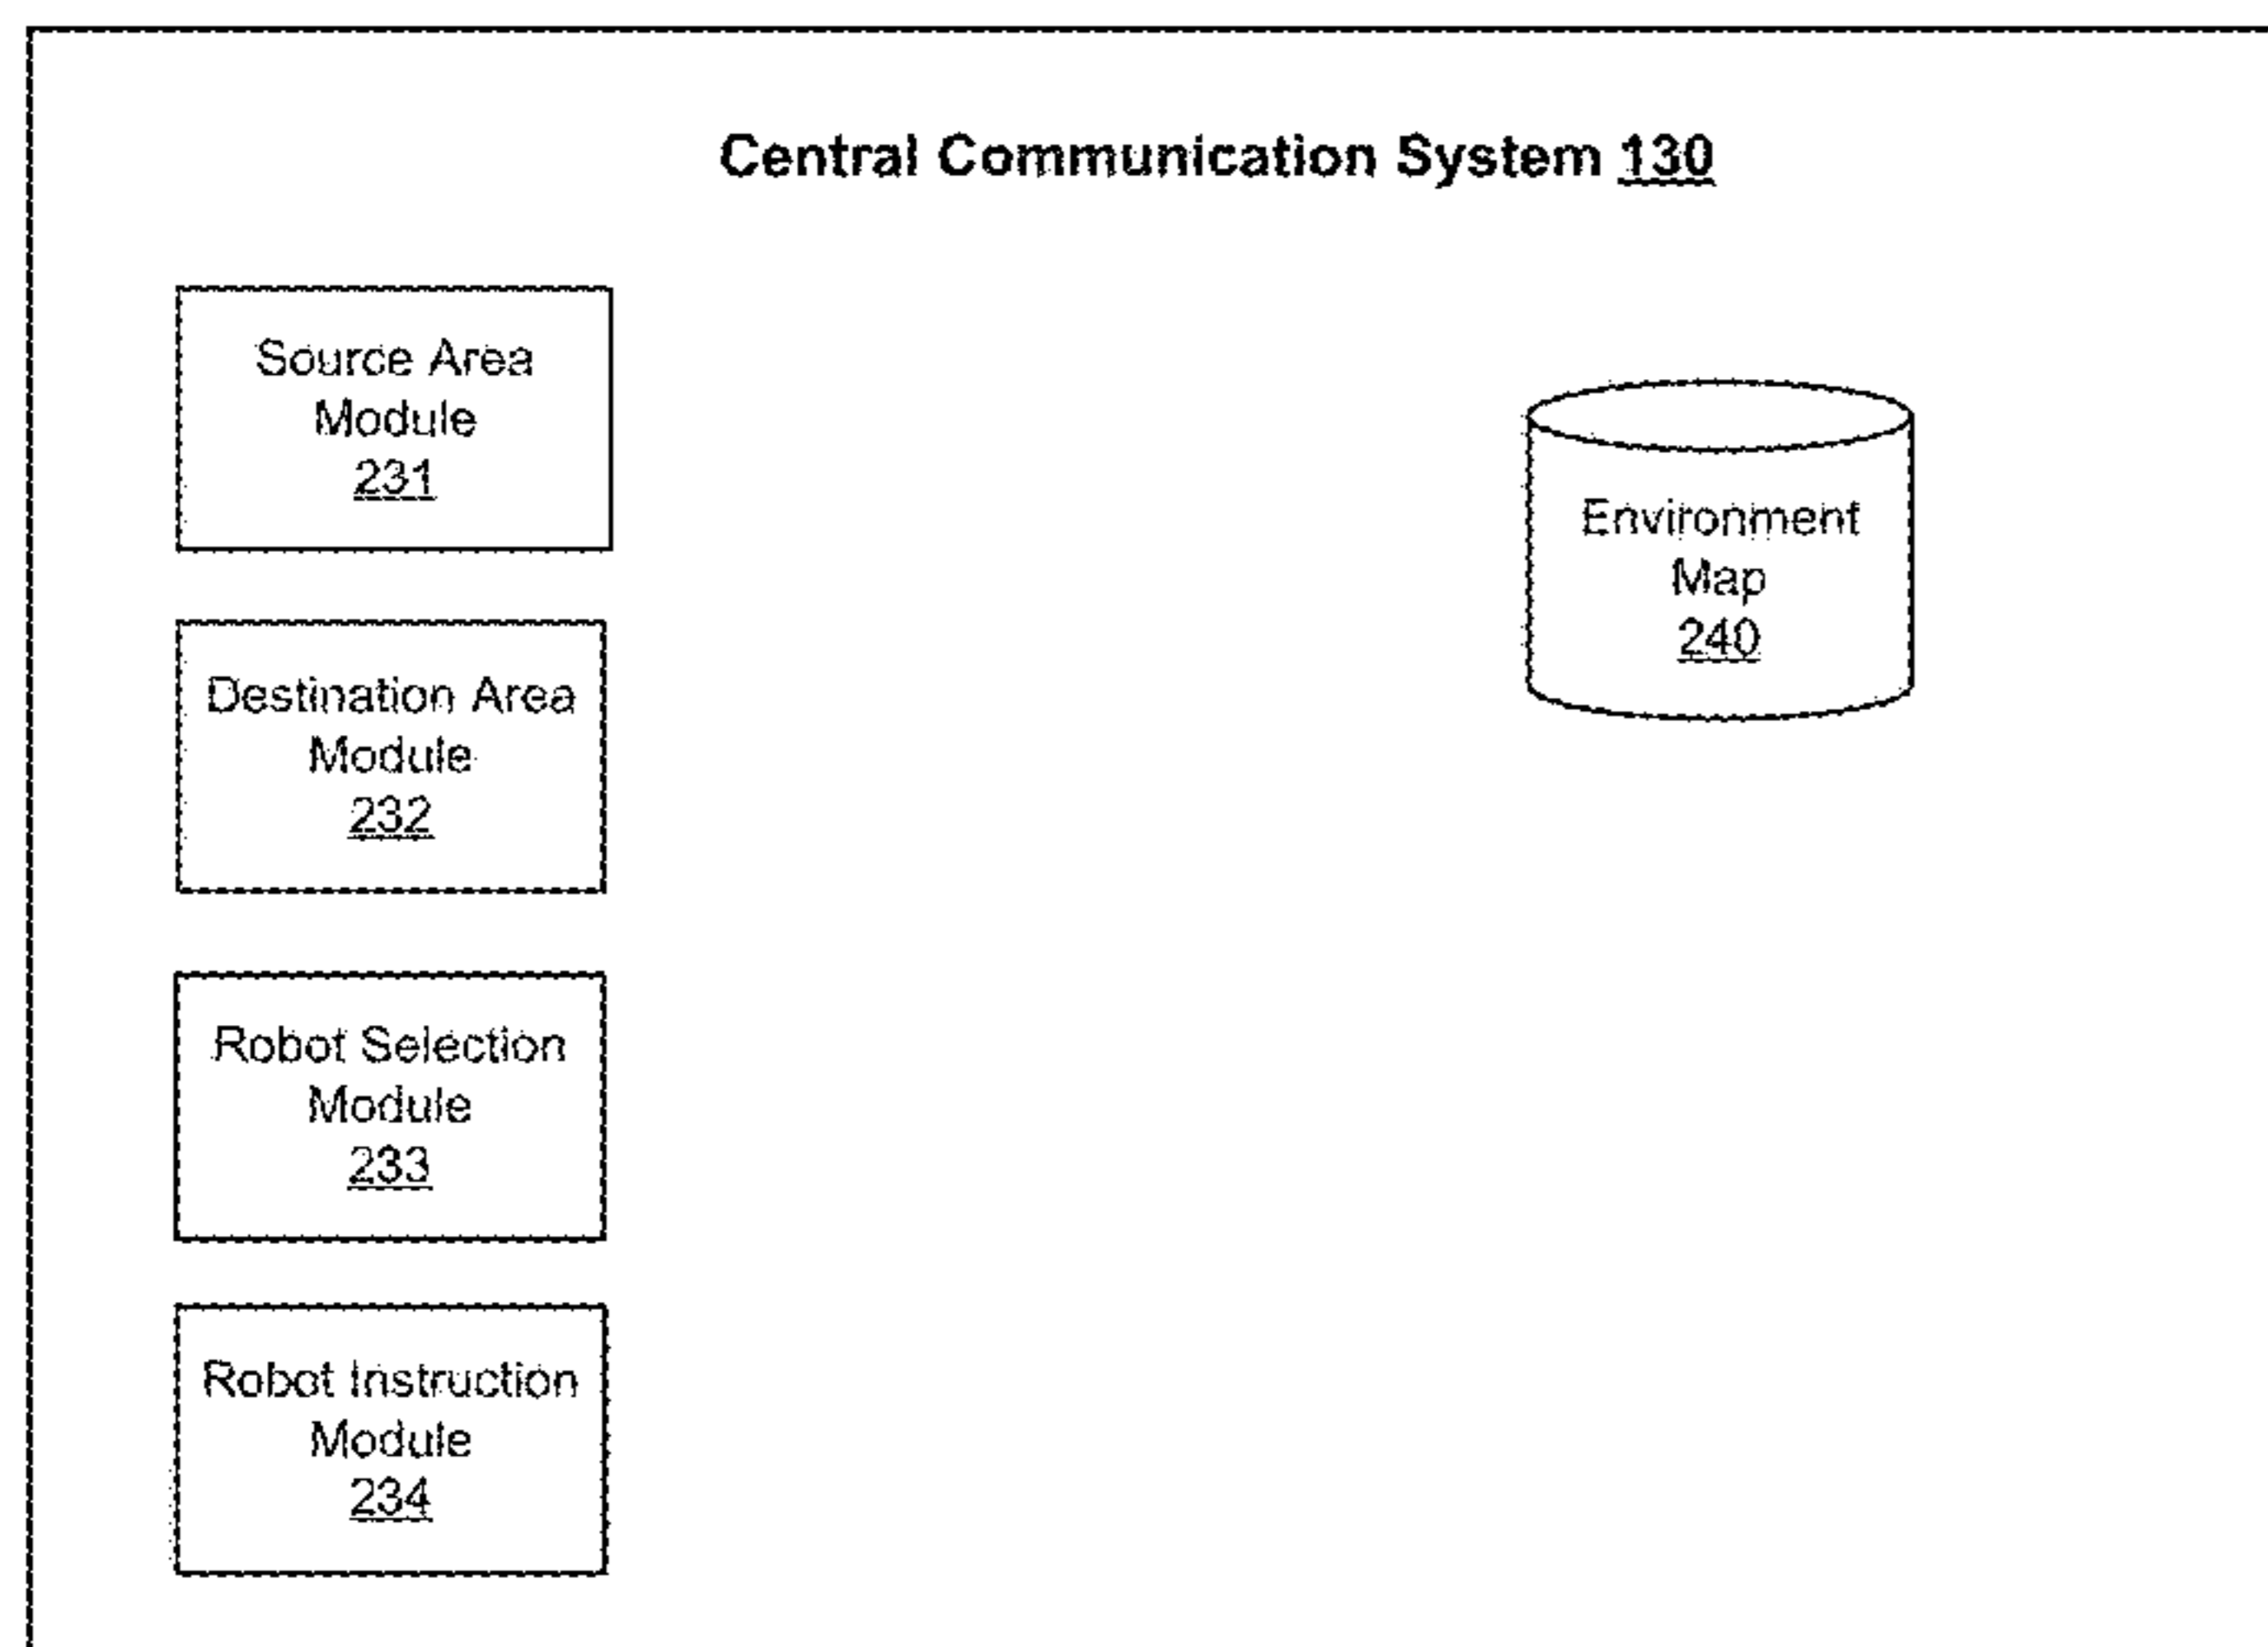 Central Communication System 130
Source Area
Module
231
Destination Area
Module
232
Robot Selection
Module
233
Robot Instruction
Module
234
Environment
Map
240